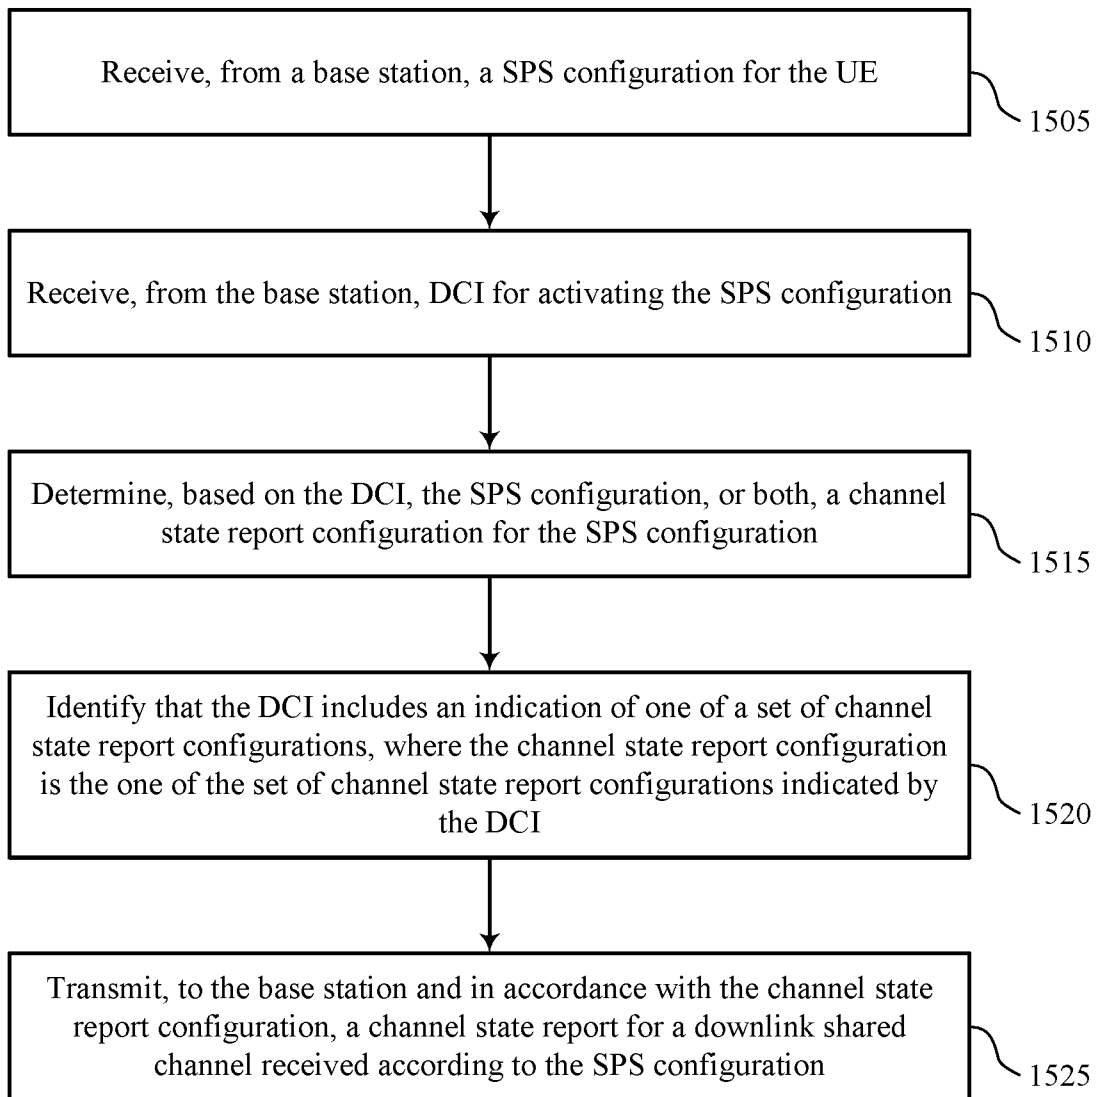 Receive, from a base station, a SPS configuration for the UE
1505
Receive, from the base station, DCI for activating the SPS configuration
1510
Determine, based on the DCI, the SPS configuration, or both, a channel
state report configuration for the SPS configuration
1515
Identify that the DCI includes an indication of one of a set of channel
state report configurations, where the channel state report configuration
is the one of the set of channel state report configurations indicated by
the DCI
1520
Transmit, to the base station and in accordance with the channel state
report configuration, a channel state report for a downlink shared
channel received according to the SPS configuration
1525